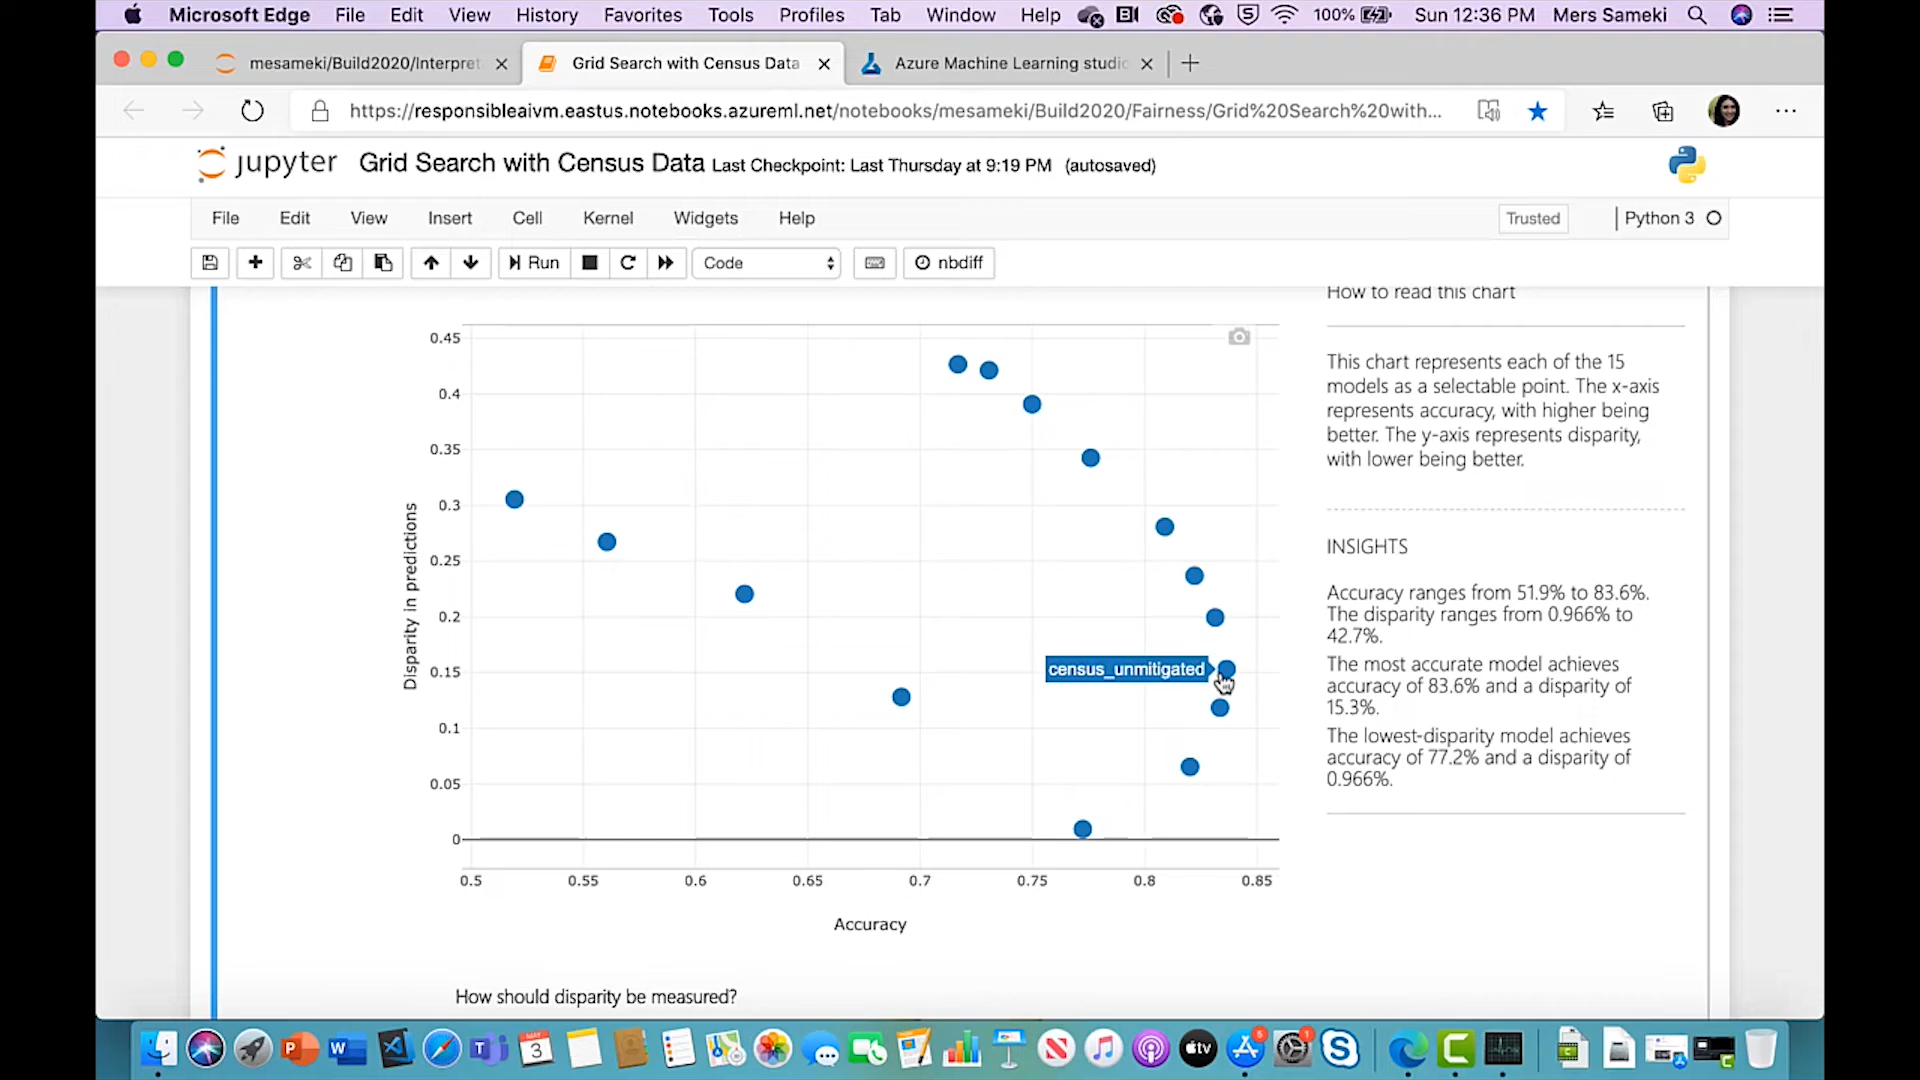 Microsoft Edge File Edit View History Favorites Tools Profiles Tab Window Help 100% Sun 12:36 PM Mers Sameki
mesameki/Build2020/Interpret
Grid Search with Census Data
Azure Machine Learning studio
https://responsibleaivm.eastus.notebooks.azureml.net/notebooks/mesameki/Build2020/Fairness/Grid%20Search%20with...
jupyter Grid Search with Census Data Last Checkpoint: Last Thursday at 9:19 PM (autosaved)
File Edit View Insert Cell Kernel Widgets Help Trusted Python 3
Run Code nbdiff
How to read this chart
This chart represents each of the 15
models as a selectable point. The x-axis
represents accuracy, with higher being
better. The y-axis represents disparity,
with lower being better.
INSIGHTS
Accuracy ranges from 51.9% to 83.6%.
The disparity ranges from 0.966% to
42.7%.
The most accurate model achieves
accuracy of 83.6% and a disparity of
15.3%.
The lowest-disparity model achieves
accuracy of 77.2% and a disparity of
0.966%.
Disparity in predictions
0.45
0.4
0.35
0.3
0.25
0.2
0.15
0.1
0.05
0
census_unmitigated
0.5 0.55 0.6 0.65 0.7 0.75 0.8 0.85
Accuracy
How should disparity be measured?
MAY
3
tv
5
1